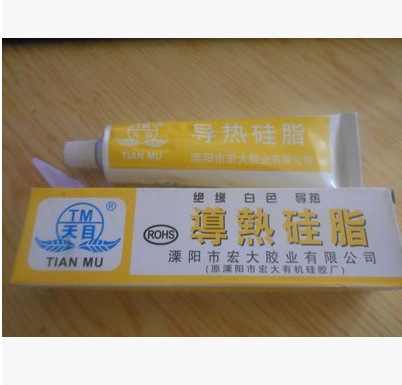 TM
天目
®
TIAN MU
导热硅脂
溧阳市宏大胶业有限公司
TM
天目
®
TIAN MU
绝缘 白色 导热
ROHS
導熱硅脂
溧阳市宏大胶业有限公司
(原溧阳市宏大有机硅胶厂)